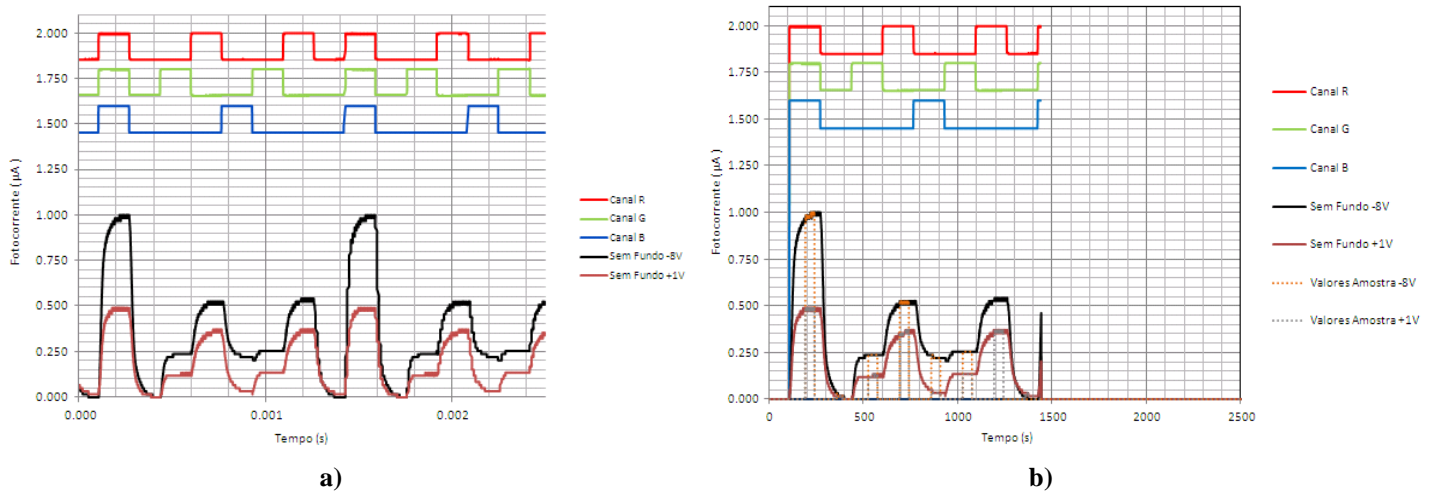 2.000
1.750
1.500
1.250
1.000
0.750
0.500
0.250
0.000
Fotocorrente ( µA )
0.000
0.001
0.002
Tempo (s)
Canal R
Canal G
Canal B
Sem Fundo -8V
Sem Fundo +1V
a)
2.000
1.750
1.500
1.250
1.000
0.750
0.500
0.250
0.000
Fotocorrente ( µA )
0
500
1000
1500
2000
2500
Tempo (s)
Canal R
Canal G
Canal B
Sem Fundo -8V
Sem Fundo +1V
Valores Amostra -8V
Valores Amostra +1V
b)